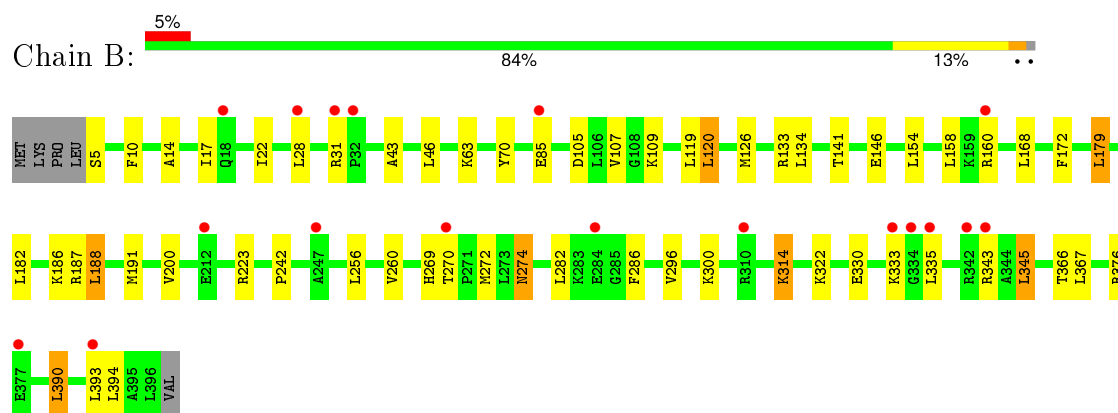 5%
Chain B:
84% 13% • •
MET LYS PRO LEU S5 F10 A14 I17 Q18 I22 L28 R31 P32 A43 L46 K63 Y70 E85 D105 L106 V107 G108 K109 L119 L120 M126 R133 L134 T141 E146 L154 L158 K159 R160 L168 F172 L179
L182 K186 R187 L188 M191 V200 E212 R223 P242 A247 L256 V260 H269 T270 P271 M272 L273 N274 L282 K283 E284 G285 F286 V296 K300 R310 K314 K322 E330 K333 G334 L335 R342 R343 A344 L345 T366 L367
E377 L390 L393 L394 A395 L396 VAL